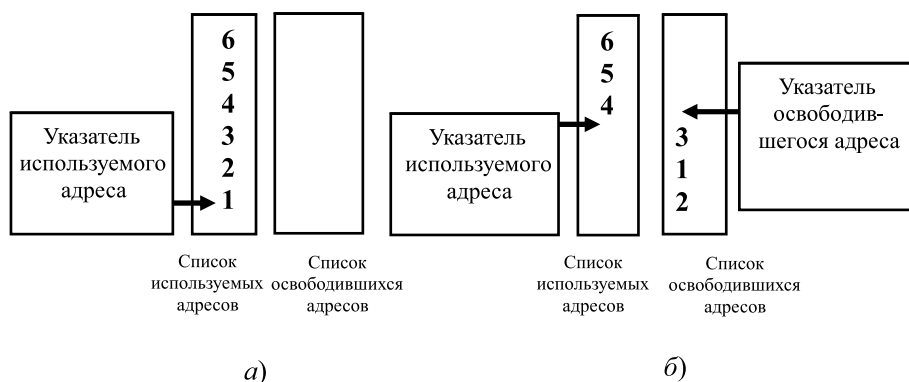 6
5
4
3
2
1
Указатель
используемого
адреса
Список
используемых
адресов
Список
освободившихся
адресов
а)
6
5
4
Указатель
используемого
адреса
3
1
2
Указатель
освободив-
шегося адреса
Список
используемых
адресов
Список
освободившихся
адресов
б)